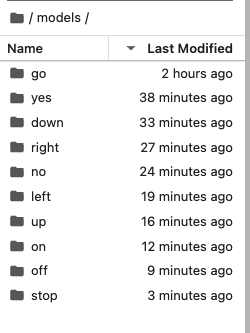 / models /
Name Last Modified
go 2 hours ago
yes 38 minutes ago
down 33 minutes ago
right 27 minutes ago
no 24 minutes ago
left 19 minutes ago
up 16 minutes ago
on 12 minutes ago
off 9 minutes ago
stop 3 minutes ago